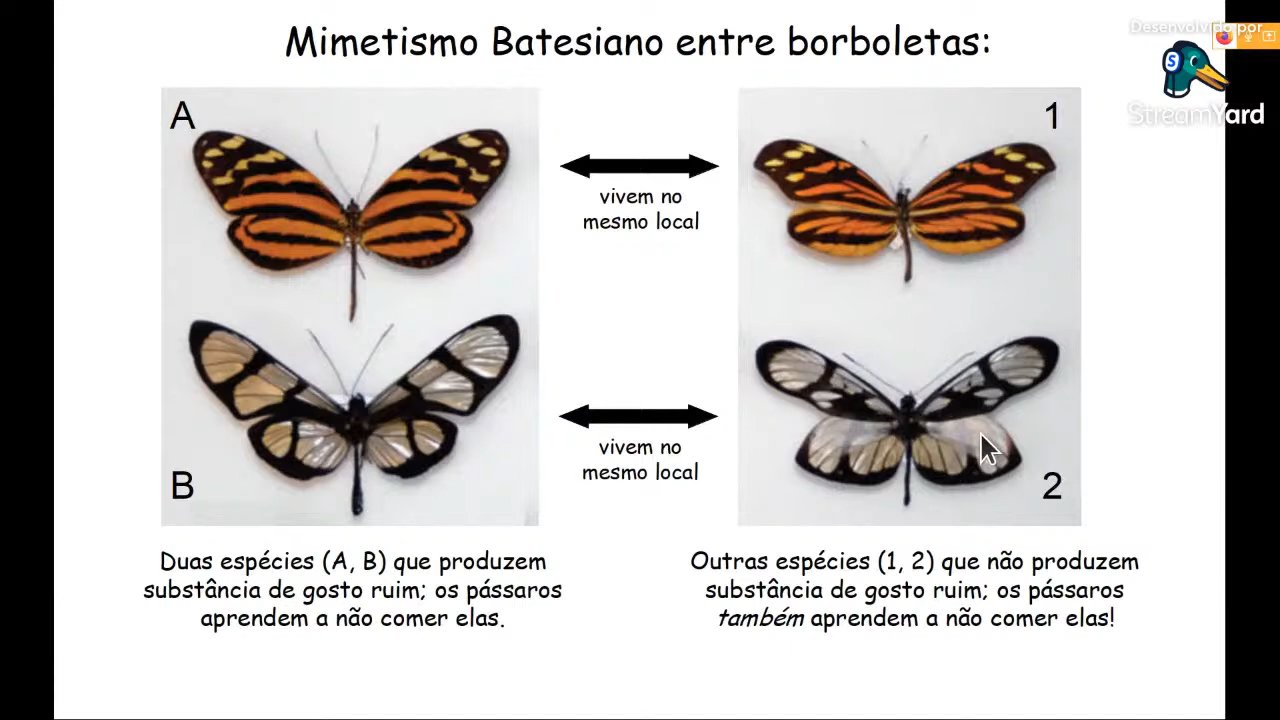 Mimetismo Batesiano entre borboletas:
Desenvolvido por
StreamYard
S
A
1
vivem no
mesmo local
B
2
vivem no
mesmo local
Duas espécies (A, B) que produzem
substância de gosto ruim; os pássaros
aprendem a não comer elas.
Outras espécies (1, 2) que não produzem
substância de gosto ruim; os pássaros
também aprendem a não comer elas!